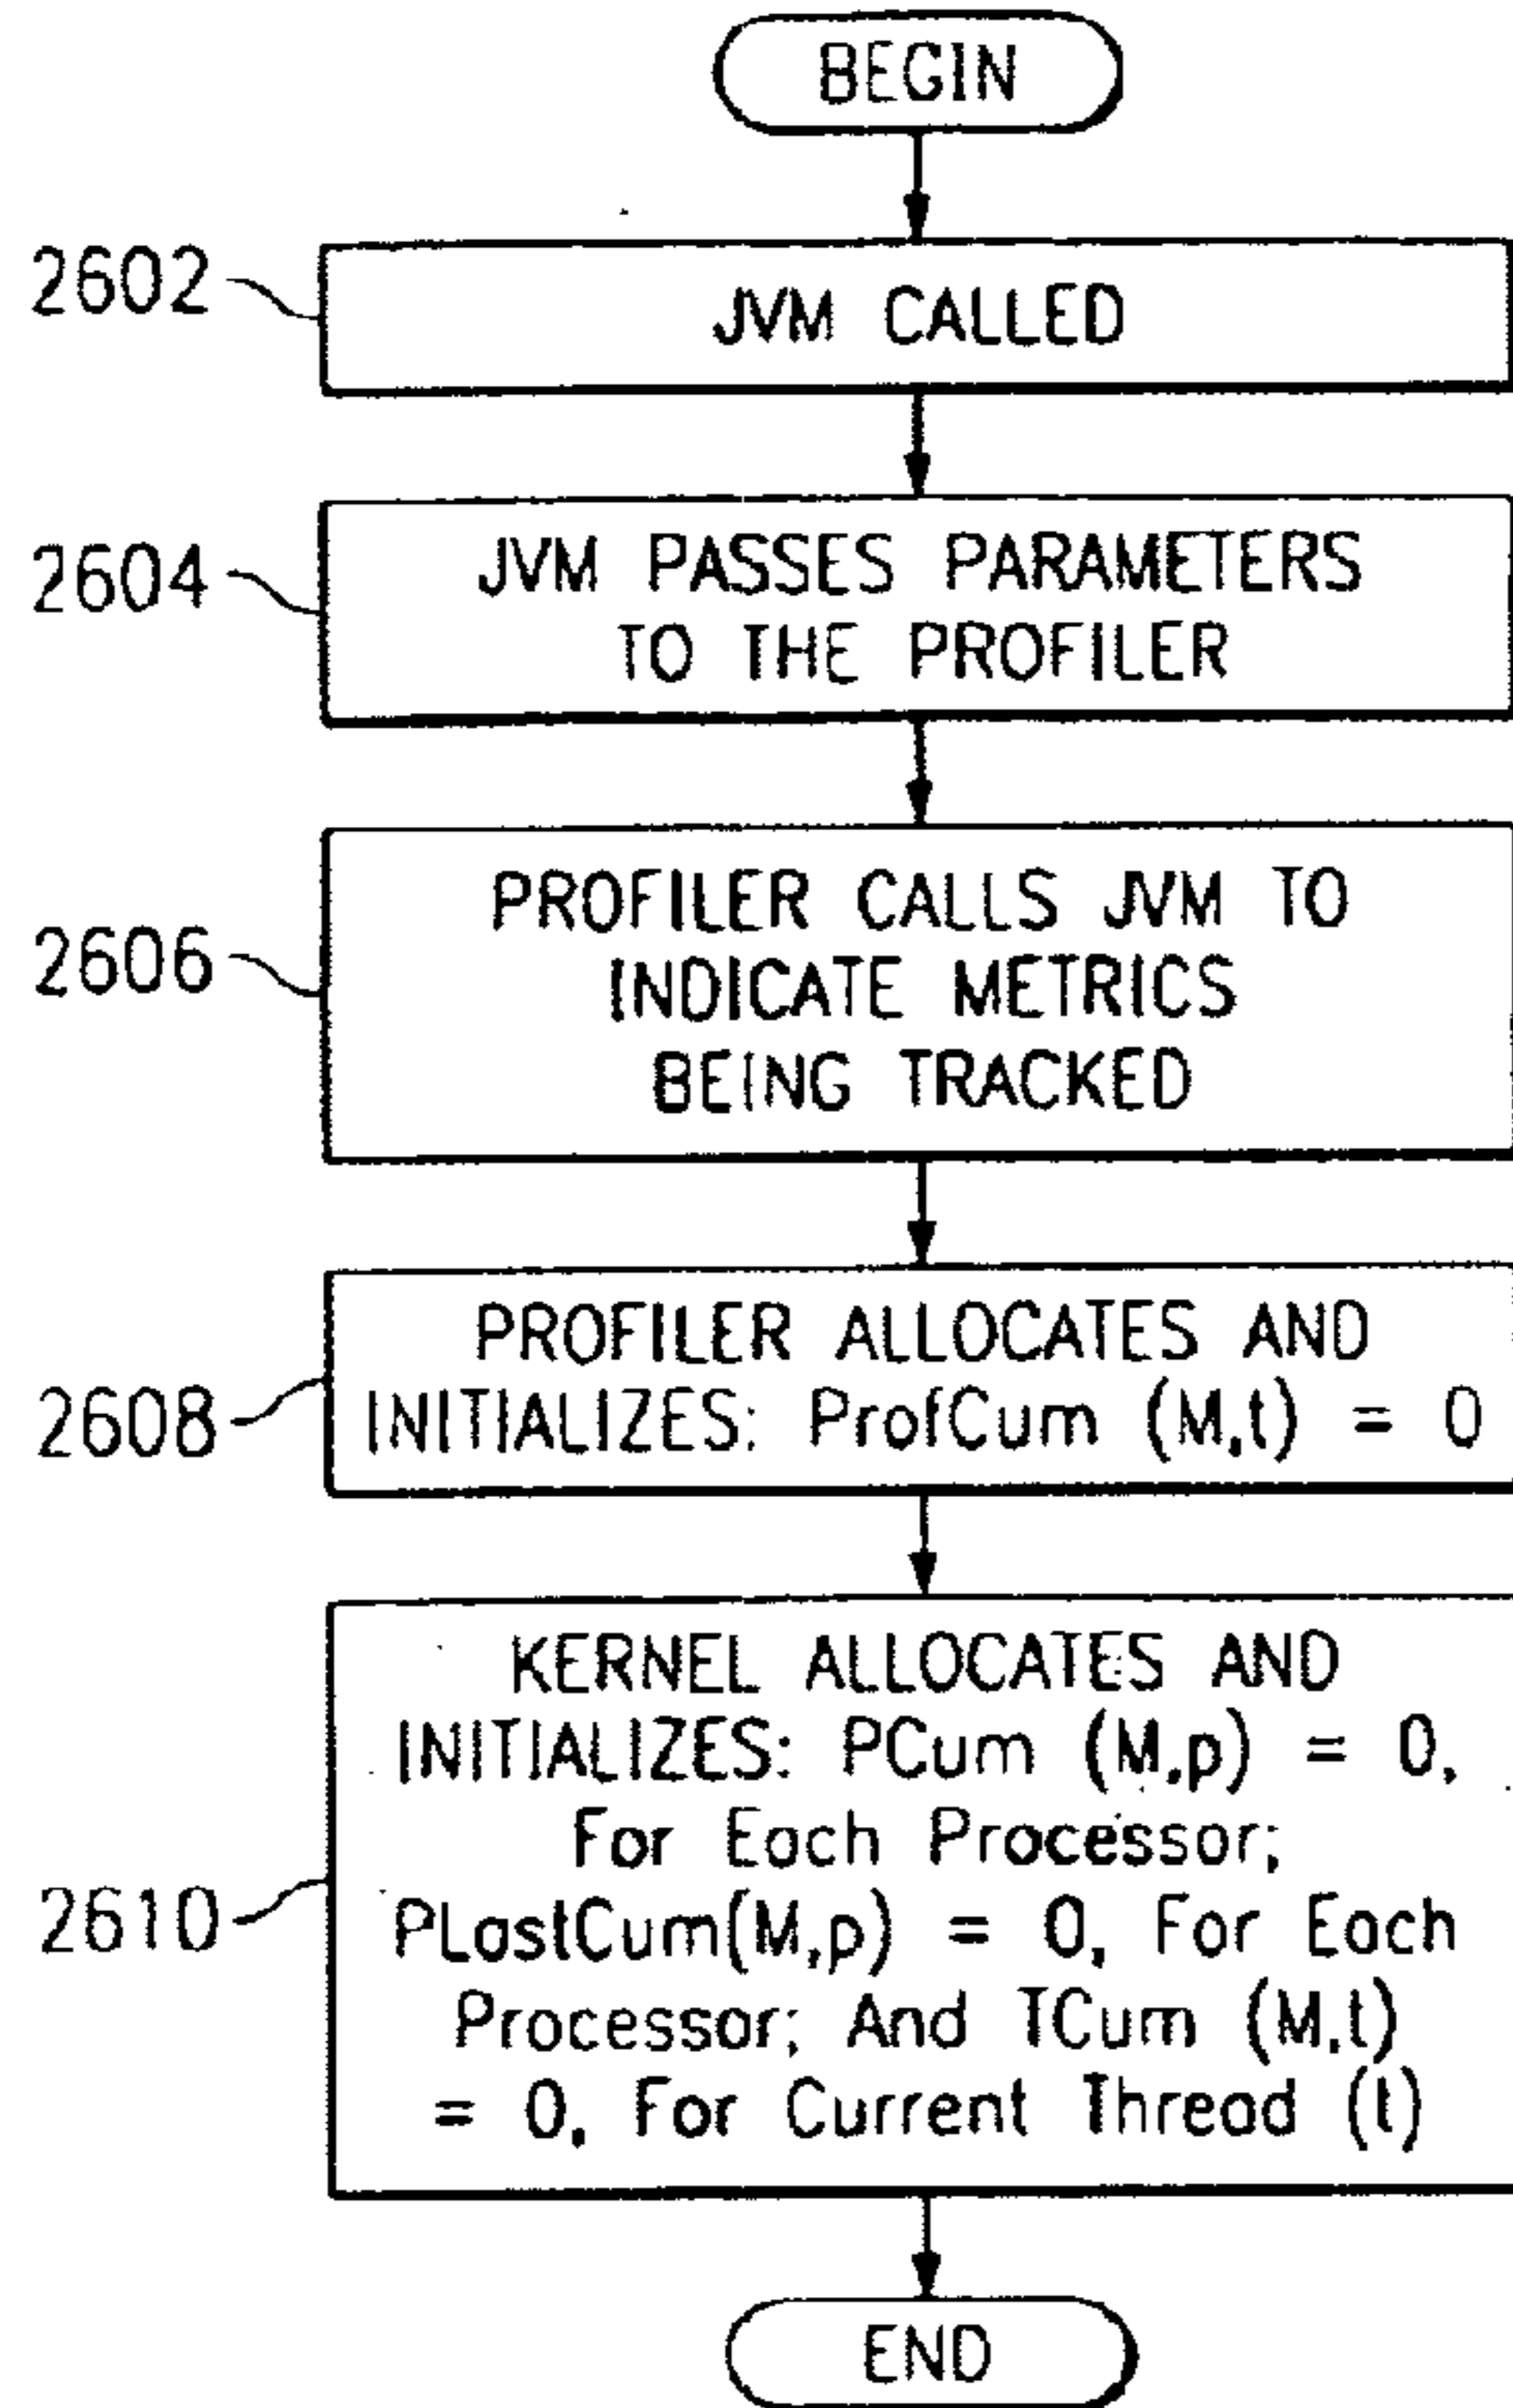 BEGIN
2602
JVM CALLED
2604
JVM PASSES PARAMETERS
TO THE PROFILER
2606
PROFILER CALLS JVM TO
INDICATE METRICS
BEING TRACKED
2608
PROFILER ALLOCATES AND
INITIALIZES: ProfCum (M,t) = 0
2610
KERNEL ALLOCATES AND
INITIALIZES: PCum (M,p) = 0,
For Each Processor;
PLastCum(M,p) = 0, For Each
Processor; And TCum (M,t)
= 0, For Current Thread (t)
END